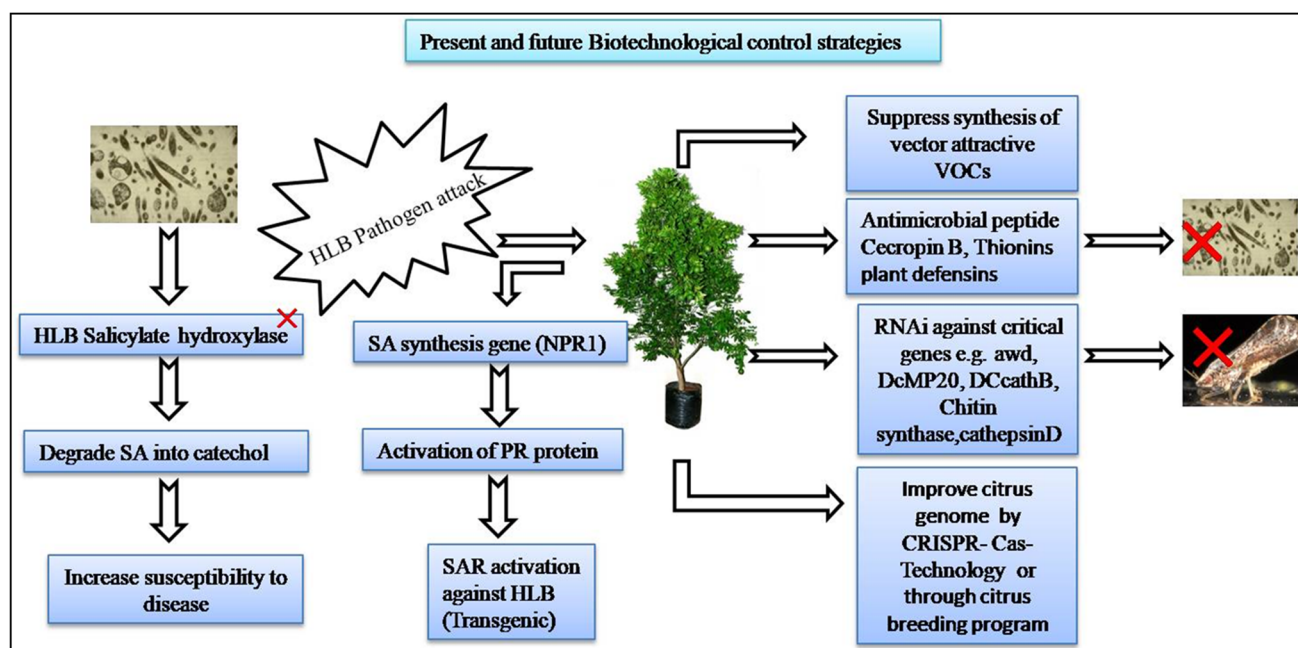 Present and future Biotechnological control strategies
HLB Pathogen attack
HLB Salicylate hydroxylase
Degrade SA into catechol
Increase susceptibility to
disease
SA synthesis gene (NPR1)
Activation of PR protein
SAR activation
against HLB
(Transgenic)
Suppress synthesis of
vector attractive
VOCs
Antimicrobial peptide
Cecropin B, Thionins
plant defensins
RNAi against critical
genes e.g. awd,
DcMP20, DCcathB,
Chitin
synthase,cathepsinD
Improve citrus
genome by
CRISPR- Cas-
Technology or
through citrus
breeding program